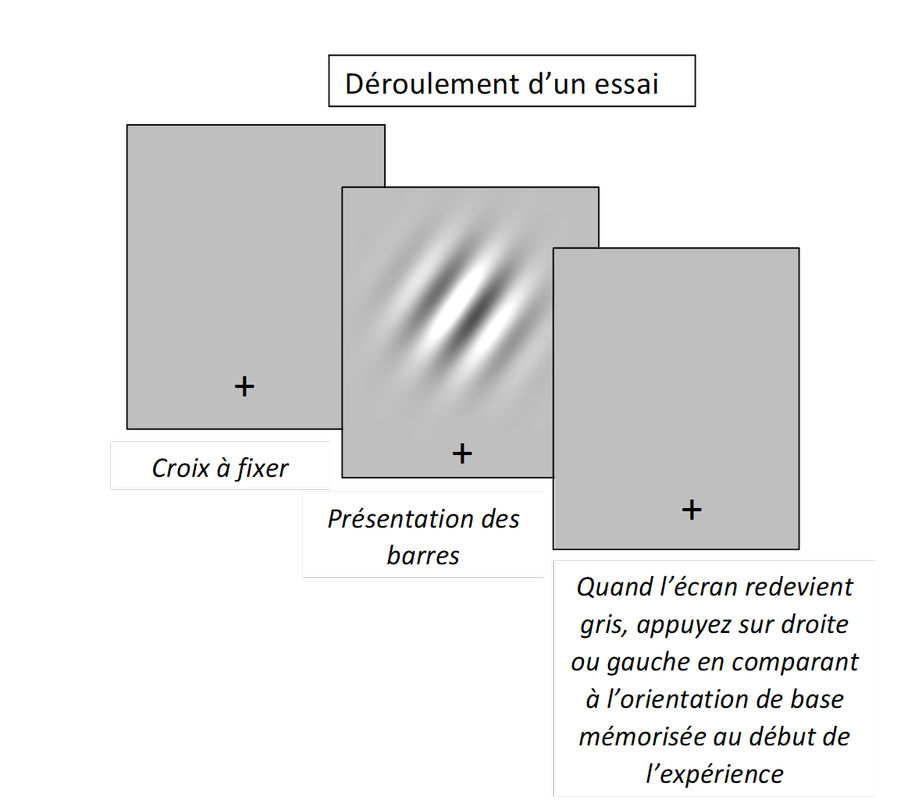 Déroulement d’un essai
+
Croix à fixer
+
Présentation des
barres
+
Quand l’écran redevient
gris, appuyez sur droite
ou gauche en comparant
à l’orientation de base
mémorisée au début de
l’expérience